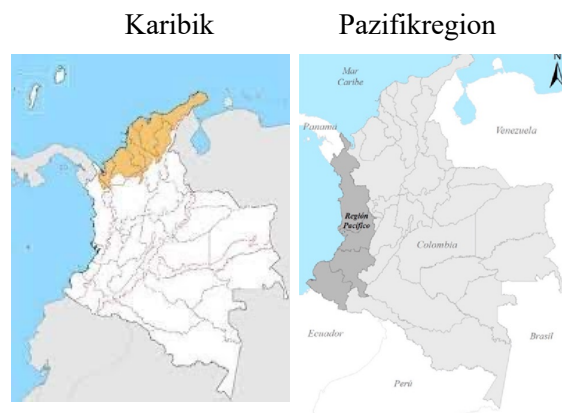 Karibik
Pazifikregion
N
Mar
Caribe
Panamá
Venezuela
Región
Pacífico
Colombia
Ecuador
Brasil
Perú